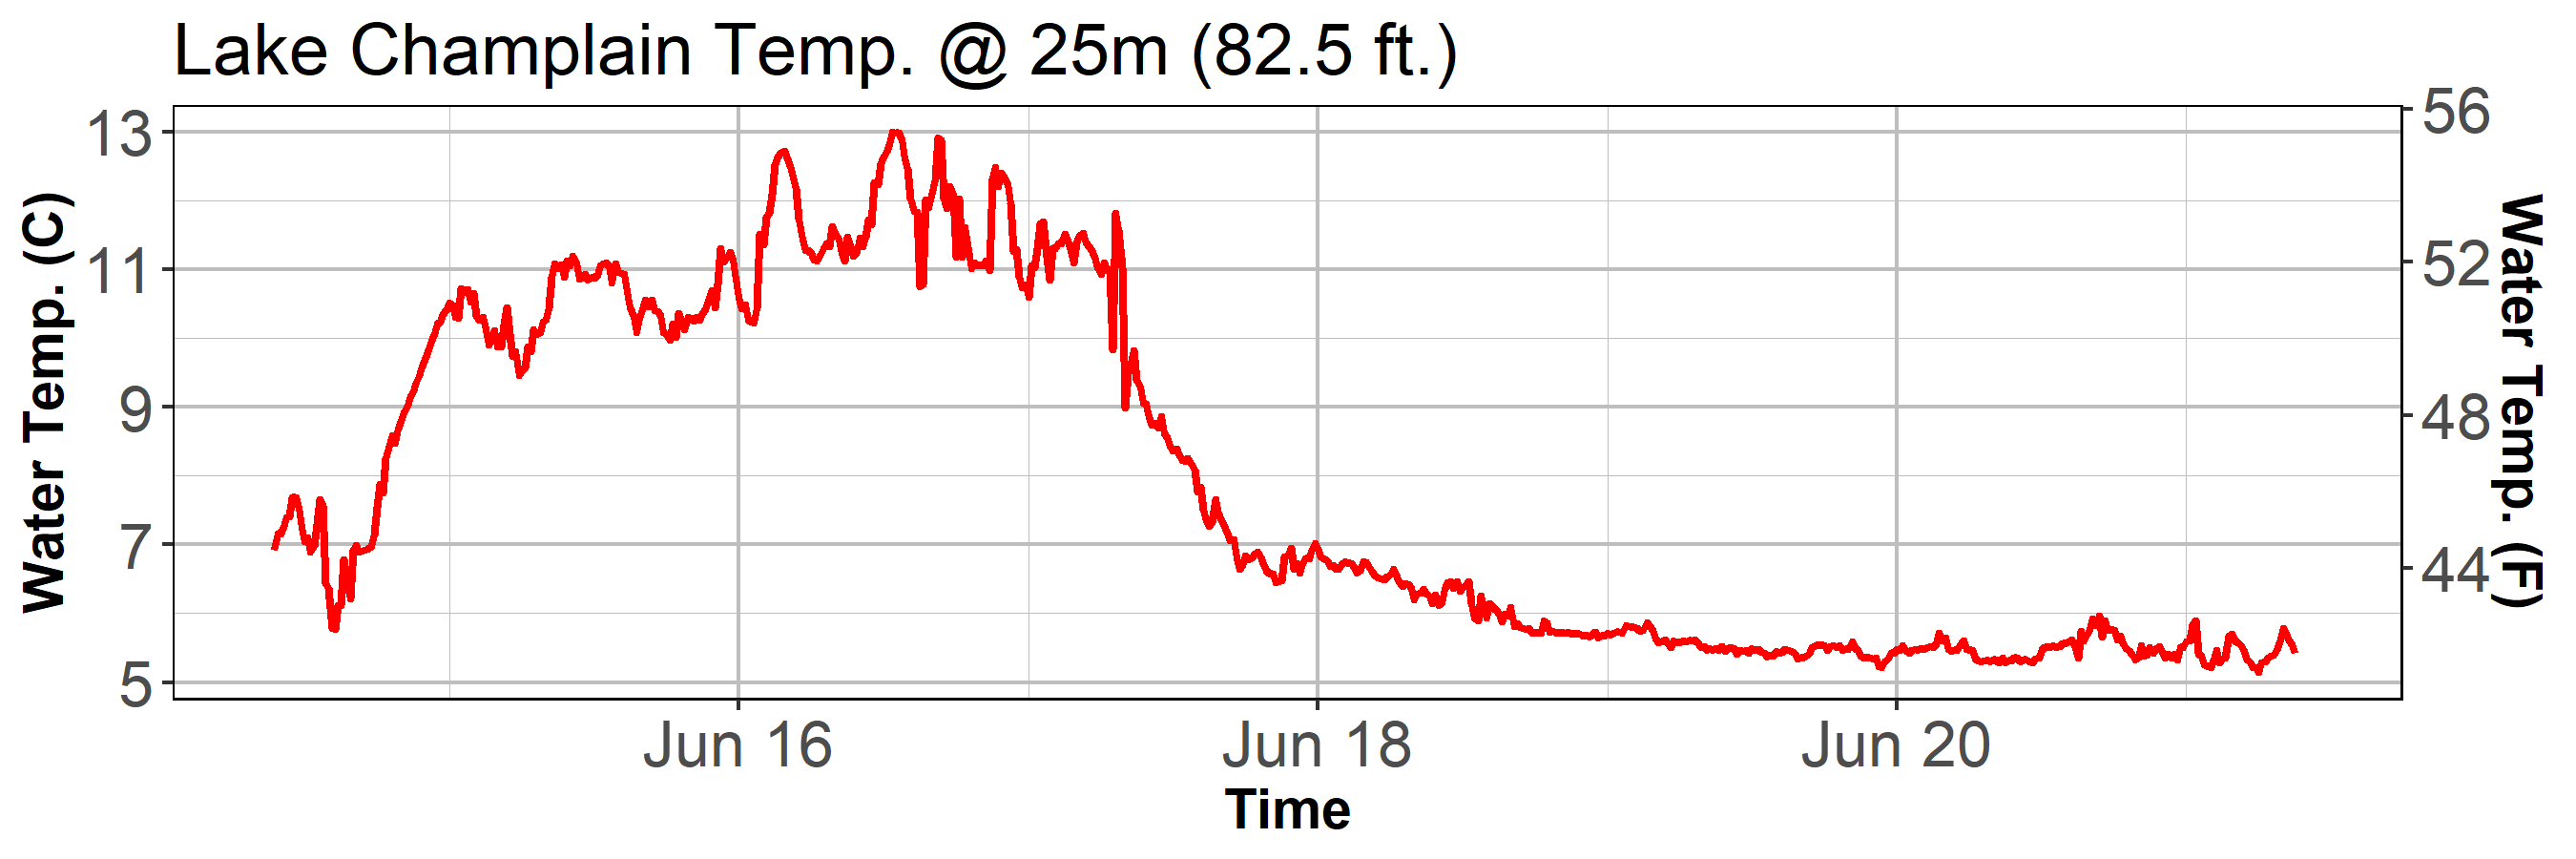 Lake Champlain Temp. @ 25m (82.5 ft.)
Water Temp. (C)
13
11
9
7
5
56
52
48
44
Water Temp. (F)
Jun 16 Jun 18 Jun 20
Time